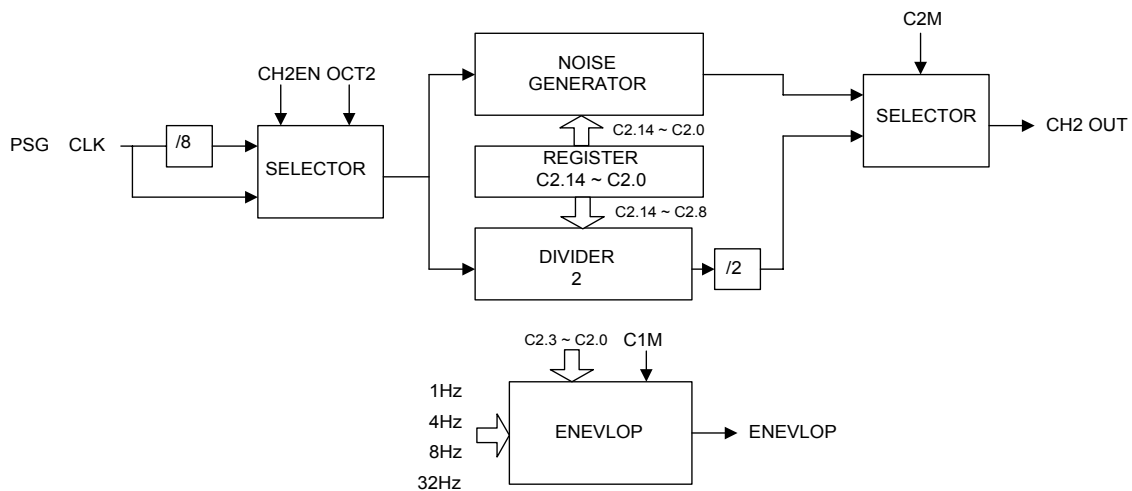 C2M
CH2EN OCT2
NOISE
GENERATOR
SELECTOR
CH2 OUT
PSG CLK
/8
SELECTOR
C2.14 ~ C2.0
REGISTER
C2.14 ~ C2.0
C2.14 ~ C2.8
DIVIDER
2
/2
C2.3 ~ C2.0
C1M
1Hz
4Hz
8Hz
32Hz
ENEVLOP
ENEVLOP